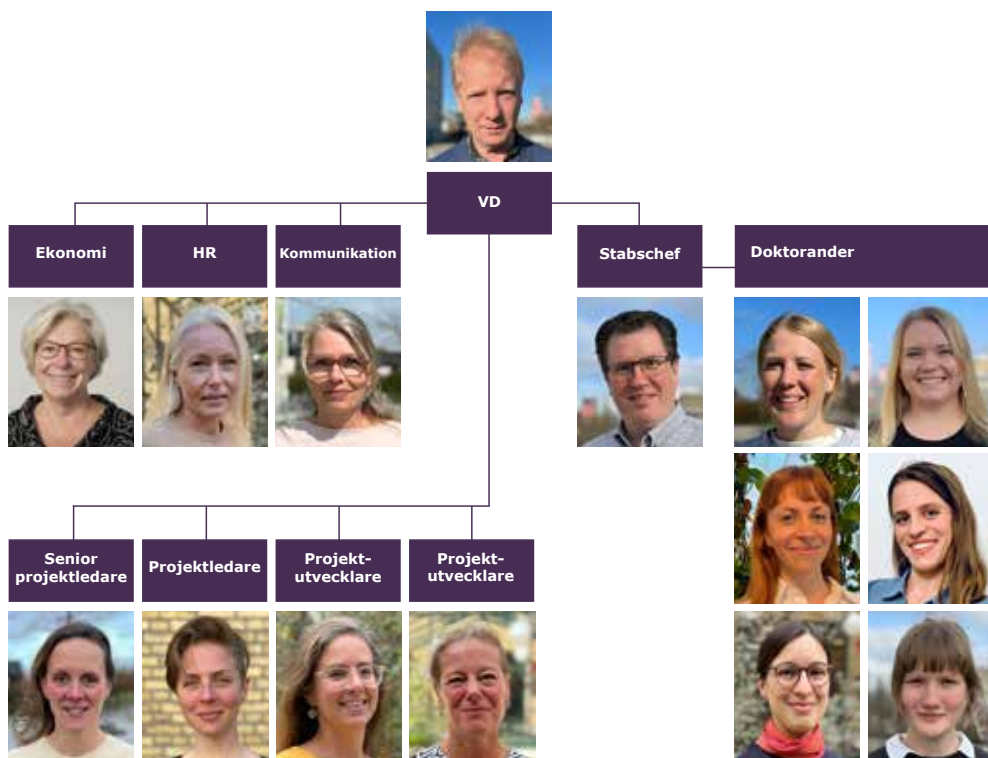 VD
Ekonomi
HR
Kommunikation
Stabschef
Doktorander
Senior
projektledare
Projektledare
Projekt-
utvecklare
Projekt-
utvecklare